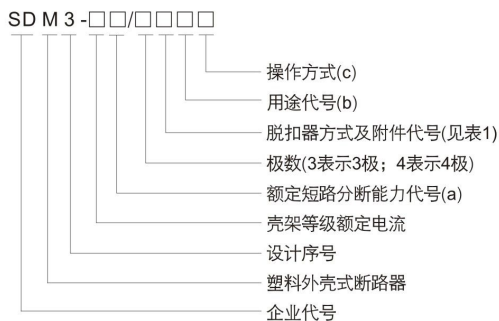 SDM3-□□/□□□□
操作方式(c)
用途代号(b)
脱扣器方式及附件代号(见表1)
极数(3表示3极；4表示4极)
额定短路分断能力代号(a)
壳架等级额定电流
设计序号
塑料外壳式断路器
企业代号